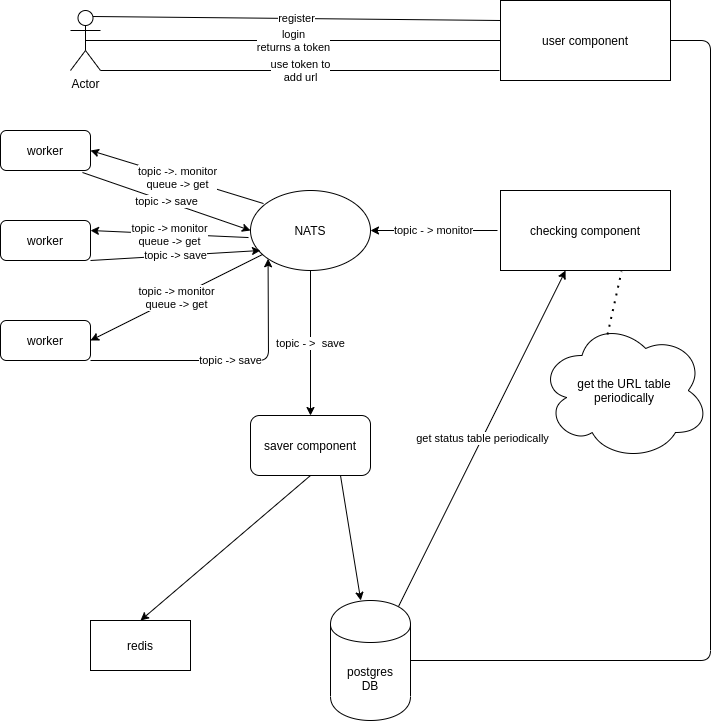 register
login
returns a token
use token to
add url
user component
Actor
worker
topic ->. monitor
queue -> get
topic -> save
worker
topic -> monitor
queue -> get
topic -> save
NATS
topic - > monitor
checking component
topic -> monitor
queue -> get
worker
topic -> save
topic - >  save
get the URL table
periodically
saver component
get status table periodically
redis
postgres
DB